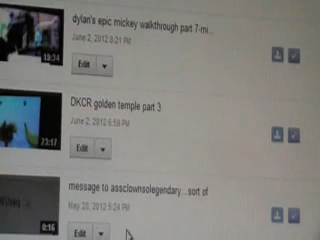 dylan's epic mickey walkthrough part 7-mi...
June 2, 2012 8:21 PM
13:34
Edit
DKCR golden temple part 3
June 2, 2012 6:59 PM
23:17
Edit
message to assclownsolegendary...sort of
May 28, 2012 5:24 PM
0:16
Edit